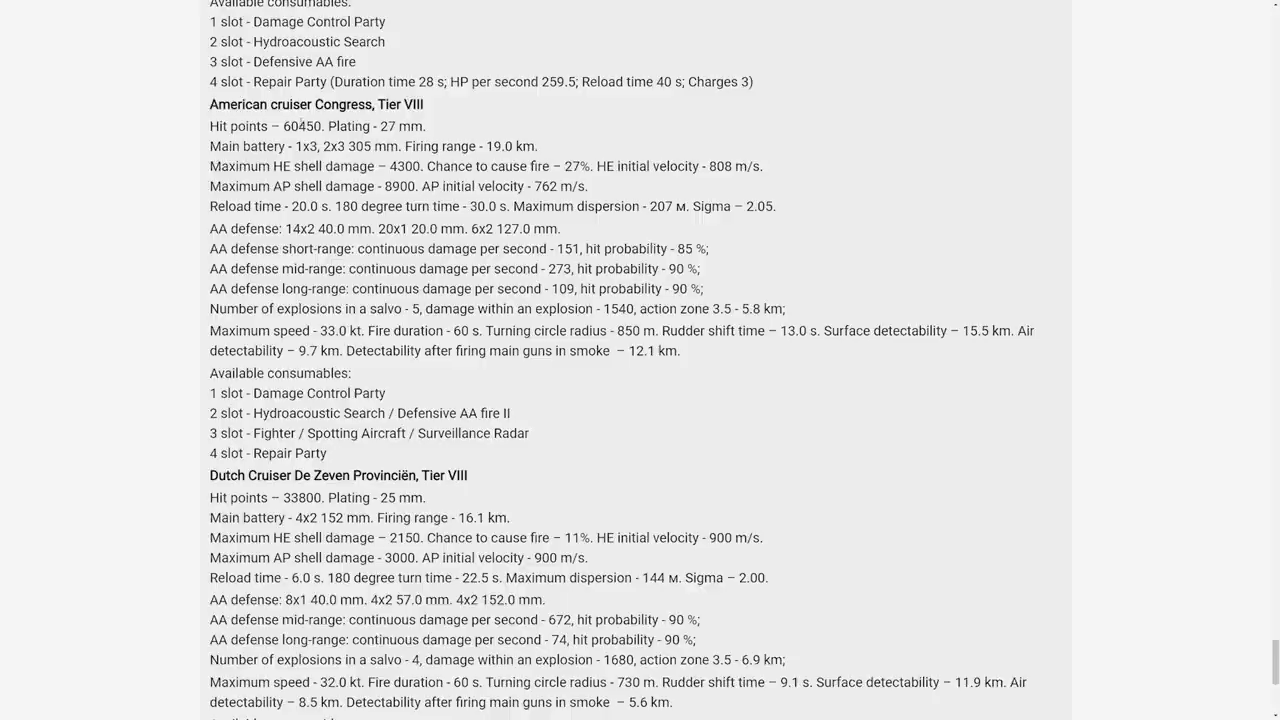 Available consumables:
1 slot - Damage Control Party
2 slot - Hydroacoustic Search
3 slot - Defensive AA fire
4 slot - Repair Party (Duration time 28 s; HP per second 259.5; Reload time 40 s; Charges 3)
American cruiser Congress, Tier VIII
Hit points – 60450. Plating - 27 mm.
Main battery - 1x3, 2x3 305 mm. Firing range - 19.0 km.
Maximum HE shell damage – 4300. Chance to cause fire – 27%. HE initial velocity - 808 m/s.
Maximum AP shell damage - 8900. AP initial velocity - 762 m/s.
Reload time - 20.0 s. 180 degree turn time - 30.0 s. Maximum dispersion - 207 м. Sigma – 2.05.
AA defense: 14x2 40.0 mm. 20x1 20.0 mm. 6x2 127.0 mm.
AA defense short-range: continuous damage per second - 151, hit probability - 85 %;
AA defense mid-range: continuous damage per second - 273, hit probability - 90 %;
AA defense long-range: continuous damage per second - 109, hit probability - 90 %;
Number of explosions in a salvo - 5, damage within an explosion - 1540, action zone 3.5 - 5.8 km;
Maximum speed - 33.0 kt. Fire duration - 60 s. Turning circle radius - 850 m. Rudder shift time – 13.0 s. Surface detectability – 15.5 km. Air
detectability – 9.7 km. Detectability after firing main guns in smoke  – 12.1 km.
Available consumables:
1 slot - Damage Control Party
2 slot - Hydroacoustic Search / Defensive AA fire II
3 slot - Fighter / Spotting Aircraft / Surveillance Radar
4 slot - Repair Party
Dutch Cruiser De Zeven Provinciën, Tier VIII
Hit points – 33800. Plating - 25 mm.
Main battery - 4x2 152 mm. Firing range - 16.1 km.
Maximum HE shell damage – 2150. Chance to cause fire – 11%. HE initial velocity - 900 m/s.
Maximum AP shell damage - 3000. AP initial velocity - 900 m/s.
Reload time - 6.0 s. 180 degree turn time - 22.5 s. Maximum dispersion - 144 м. Sigma – 2.00.
AA defense: 8x1 40.0 mm. 4x2 57.0 mm. 4x2 152.0 mm.
AA defense mid-range: continuous damage per second - 672, hit probability - 90 %;
AA defense long-range: continuous damage per second - 74, hit probability - 90 %;
Number of explosions in a salvo - 4, damage within an explosion - 1680, action zone 3.5 - 6.9 km;
Maximum speed - 32.0 kt. Fire duration - 60 s. Turning circle radius - 730 m. Rudder shift time – 9.1 s. Surface detectability – 11.9 km. Air
detectability – 8.5 km. Detectability after firing main guns in smoke  – 5.6 km.